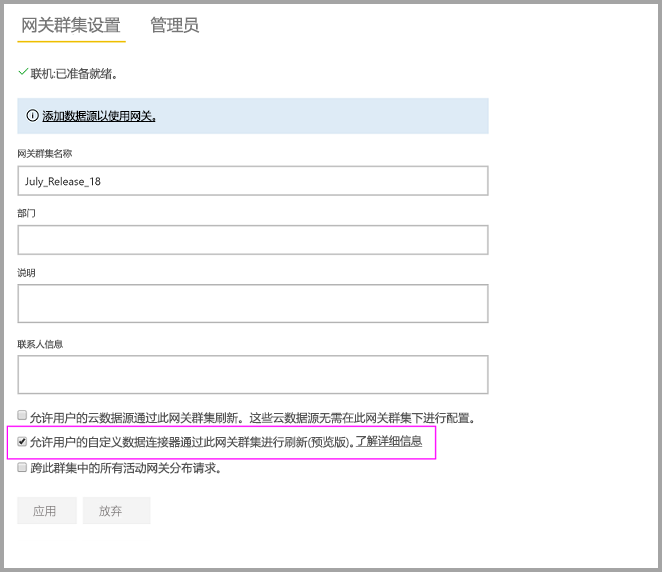 网关群集设置 管理员
联机:已准备就绪。
添加数据源以使用网关。
网关群集名称
July_Release_18
部门
说明
联系人信息
允许用户的云数据源通过此网关群集刷新。这些云数据源无需在此网关群集下进行配置。
允许用户的自定义数据连接器通过此网关群集进行刷新(预览版)。了解详细信息
跨此群集中的所有活动网关分布请求。
应用 放弃